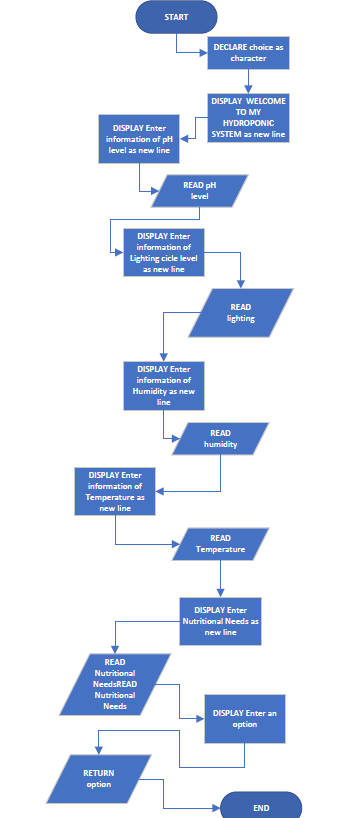 START
DECLARE choice as
character
DISPLAY WELCOME
TO MY
HYDROPONIC
SYSTEM as new line
DISPLAY Enter
information of pH
level as new line
READ pH
level
DISPLAY Enter
information of
Lighting cicle level
as new line
READ
lighting
DISPLAY Enter
information of
Humidity as new
line
READ
humidity
DISPLAY Enter
information of
Temperature as
new line
READ
Temperature
DISPLAY Enter
Nutritional Needs as
new line
READ
Nutritional
NeedsREAD
Nutritional
Needs
DISPLAY Enter an
option
RETURN
option
END